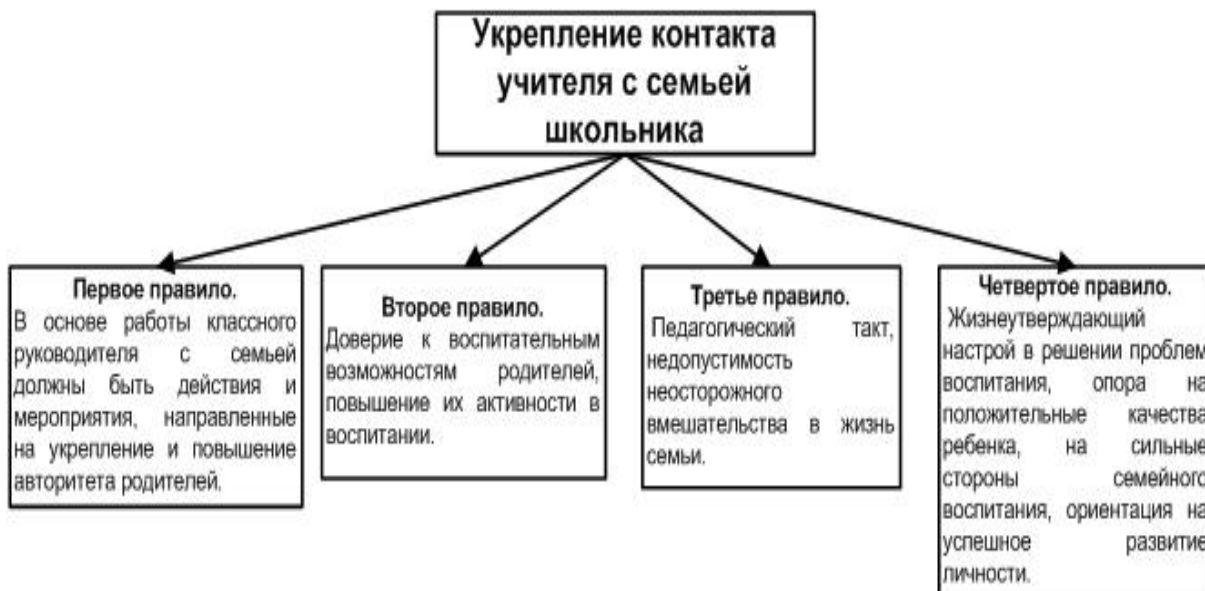 Укрепление контакта
учителя с семьей
школьника
Первое правило.
В основе работы классного
руководителя с семьей
должны быть действия и
мероприятия, направленные
на укрепление и повышение
авторитета родителей.
Второе правило.
Доверие к воспитательным
возможностям родителей,
повышение их активности в
воспитании.
Третье правило.
Педагогический такт,
недопустимость
неосторожного
вмешательства в жизнь
семьи.
Четвертое правило.
Жизнеутверждающий
настрой в решении проблем
воспитания, опора на
положительные качества
ребенка, на сильные
стороны семейного
воспитания, ориентация на
успешное развитие
личности.